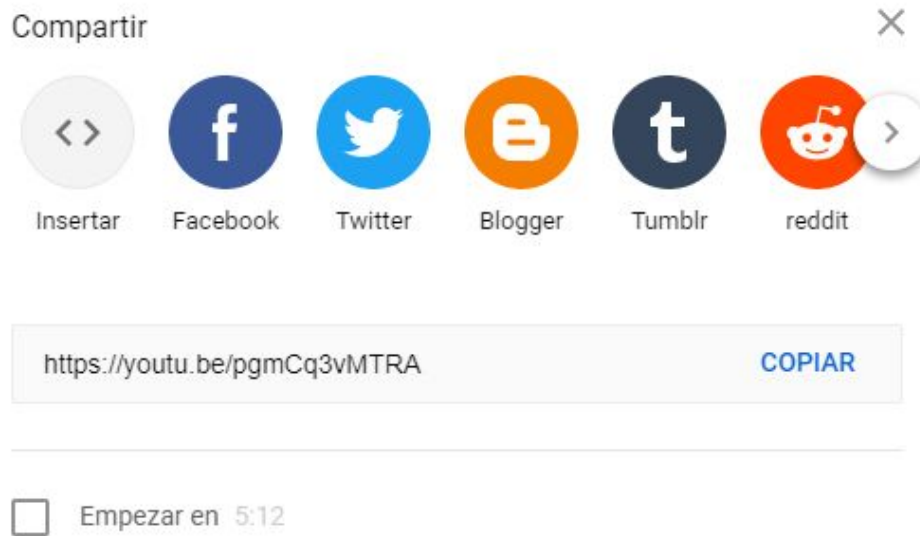 Compartir
Insertar Facebook Twitter Blogger Tumblr reddit
https://youtu.be/pgmCq3vMTRA COPIAR
Empezar en 5:12